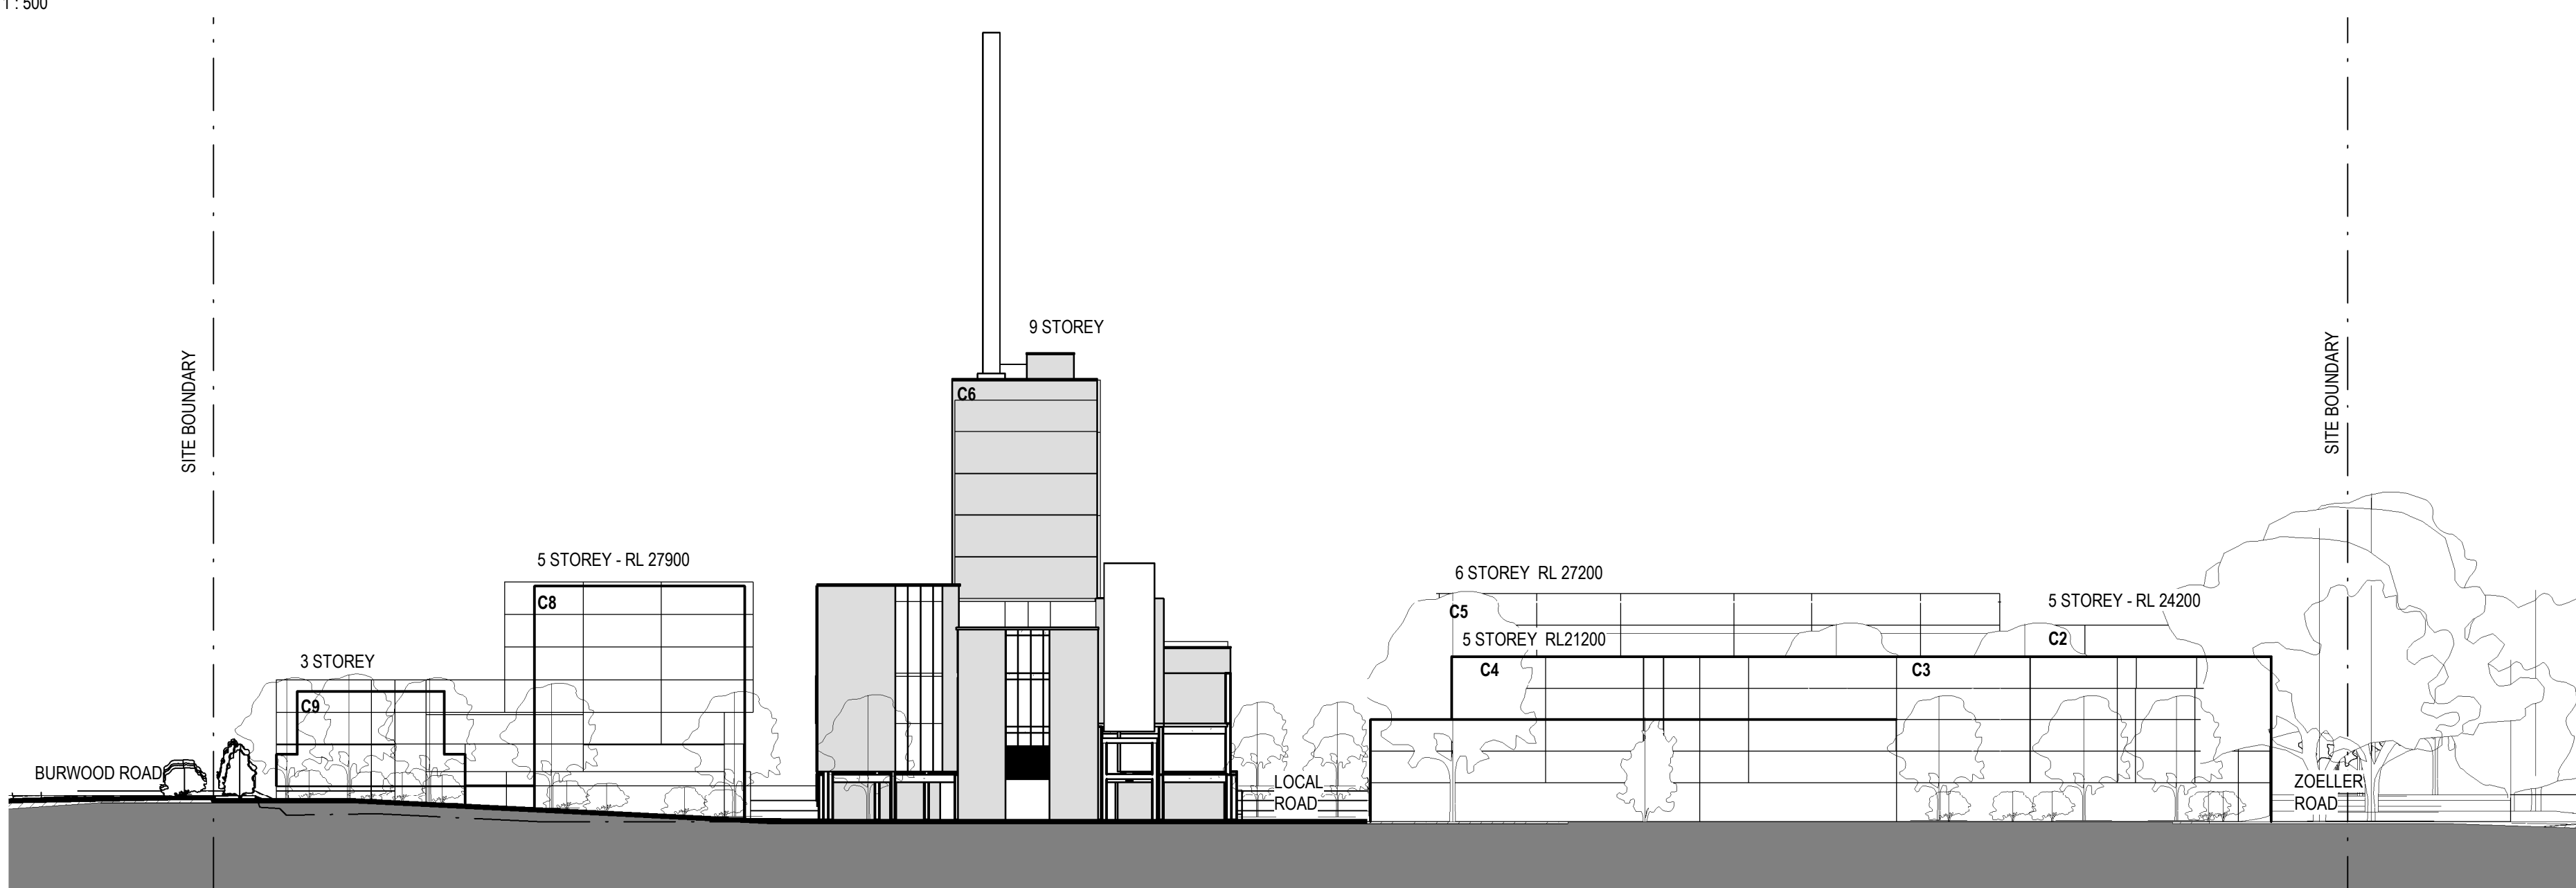 1 : 500
9 STOREY
SITE BOUNDARY
SITE BOUNDARY
C6
5 STOREY - RL 27900
6 STOREY RL 27200
C8
C5
5 STOREY - RL 24200
5 STOREY RL21200
C2
3 STOREY
C4
C3
C9
BURWOOD ROAD
LOCAL
ROAD
ZOELLER
ROAD